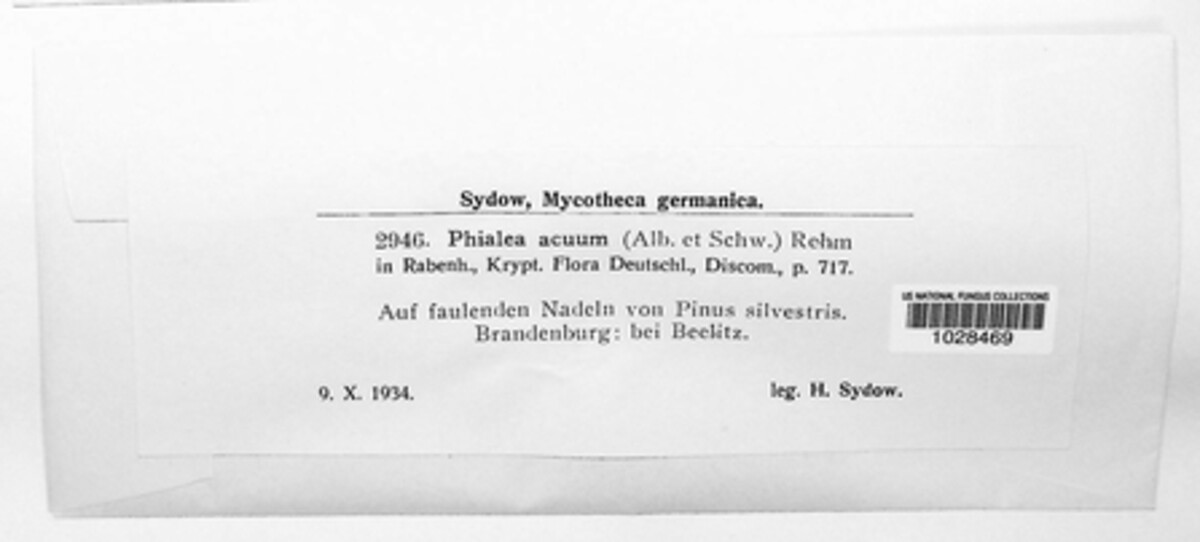 Sydow, Mycotheca germanica.
2946. Phialea acuum (Alb. et Schw.) Rehm
in Rabenh., Krypt. Flora Deutschl., Discom., p. 717.
Auf faulenden Nadeln von Pinus silvestris.
Brandenburg: bei Beelitz.
US NATIONAL FUNGUS COLLECTIONS
1028469
9. X. 1934. leg. H. Sydow.